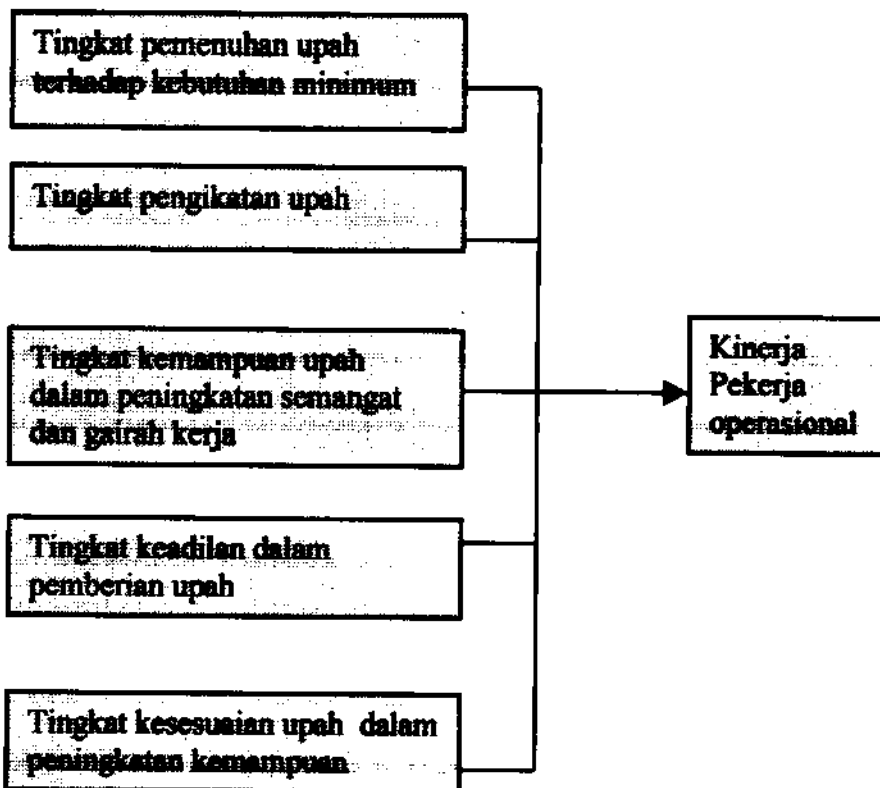 Tingkat pemenuhan upah
terhadap kebutuhan minimum
Tingkat pengikatan upah
Tingkat kemampuan upah
dalam peningkatan semangat
dan gairah kerja
Tingkat keadilan dalam
pemberian upah
Tingkat kesesuaian upah dalam
peningkatan kemampuan
Kinerja
Pekerja
operasional